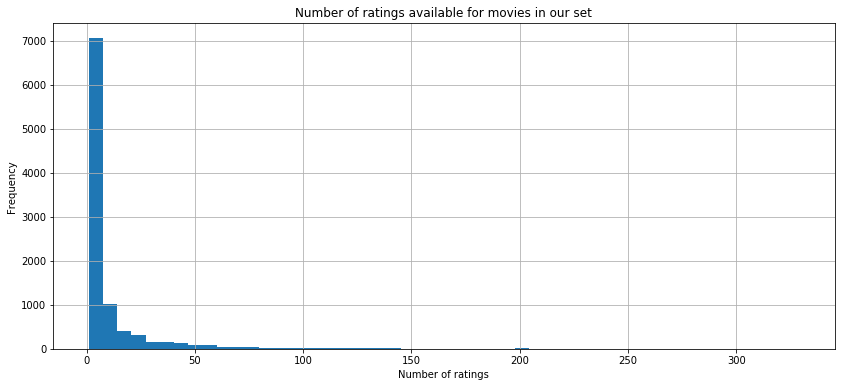 Number of ratings available for movies in our set
7000
6000
5000
4000
3000
2000
1000
0
Frequency
0 50 100 150 200 250 300
Number of ratings